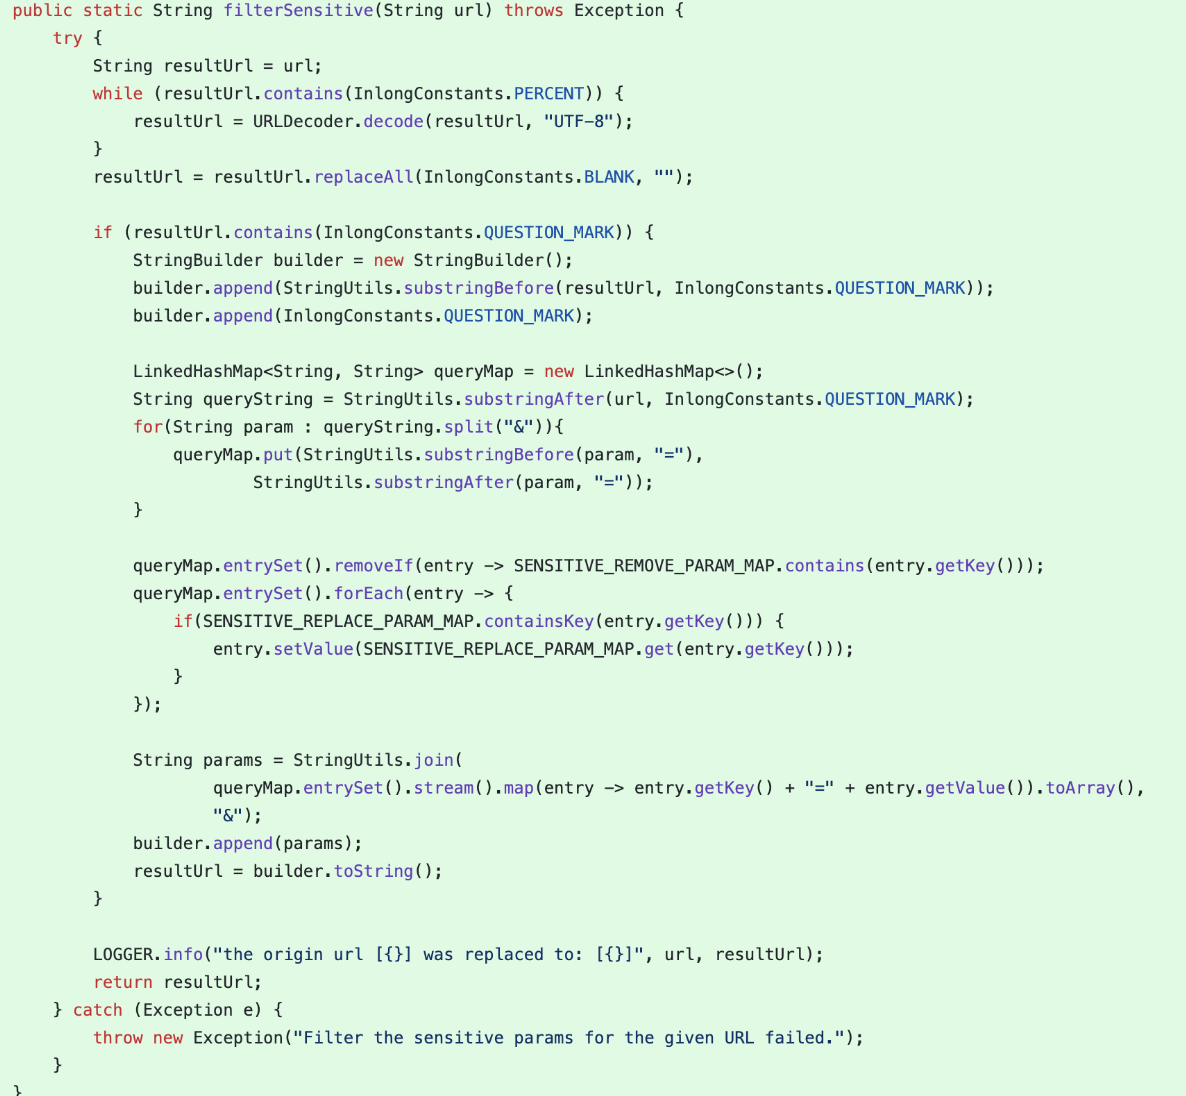 public static String filterSensitive(String url) throws Exception {
    try {
        String resultUrl = url;
        while (resultUrl.contains(InlongConstants.PERCENT)) {
            resultUrl = URLDecoder.decode(resultUrl, "UTF-8");
        }
        resultUrl = resultUrl.replaceAll(InlongConstants.BLANK, "");

        if (resultUrl.contains(InlongConstants.QUESTION_MARK)) {
            StringBuilder builder = new StringBuilder();
            builder.append(StringUtils.substringBefore(resultUrl, InlongConstants.QUESTION_MARK));
            builder.append(InlongConstants.QUESTION_MARK);

            LinkedHashMap<String, String> queryMap = new LinkedHashMap<>();
            String queryString = StringUtils.substringAfter(url, InlongConstants.QUESTION_MARK);
            for(String param : queryString.split("&")){
                queryMap.put(StringUtils.substringBefore(param, "="),
                        StringUtils.substringAfter(param, "="));
            }

            queryMap.entrySet().removeIf(entry -> SENSITIVE_REMOVE_PARAM_MAP.contains(entry.getKey()));
            queryMap.entrySet().forEach(entry -> {
                if(SENSITIVE_REPLACE_PARAM_MAP.containsKey(entry.getKey())) {
                    entry.setValue(SENSITIVE_REPLACE_PARAM_MAP.get(entry.getKey()));
                }
            });

            String params = StringUtils.join(
                    queryMap.entrySet().stream().map(entry -> entry.getKey() + "=" + entry.getValue()).toArray(),
                    "&");
            builder.append(params);
            resultUrl = builder.toString();
        }

        LOGGER.info("the origin url [{}] was replaced to: [{}]", url, resultUrl);
        return resultUrl;
    } catch (Exception e) {
        throw new Exception("Filter the sensitive params for the given URL failed.");
    }
}